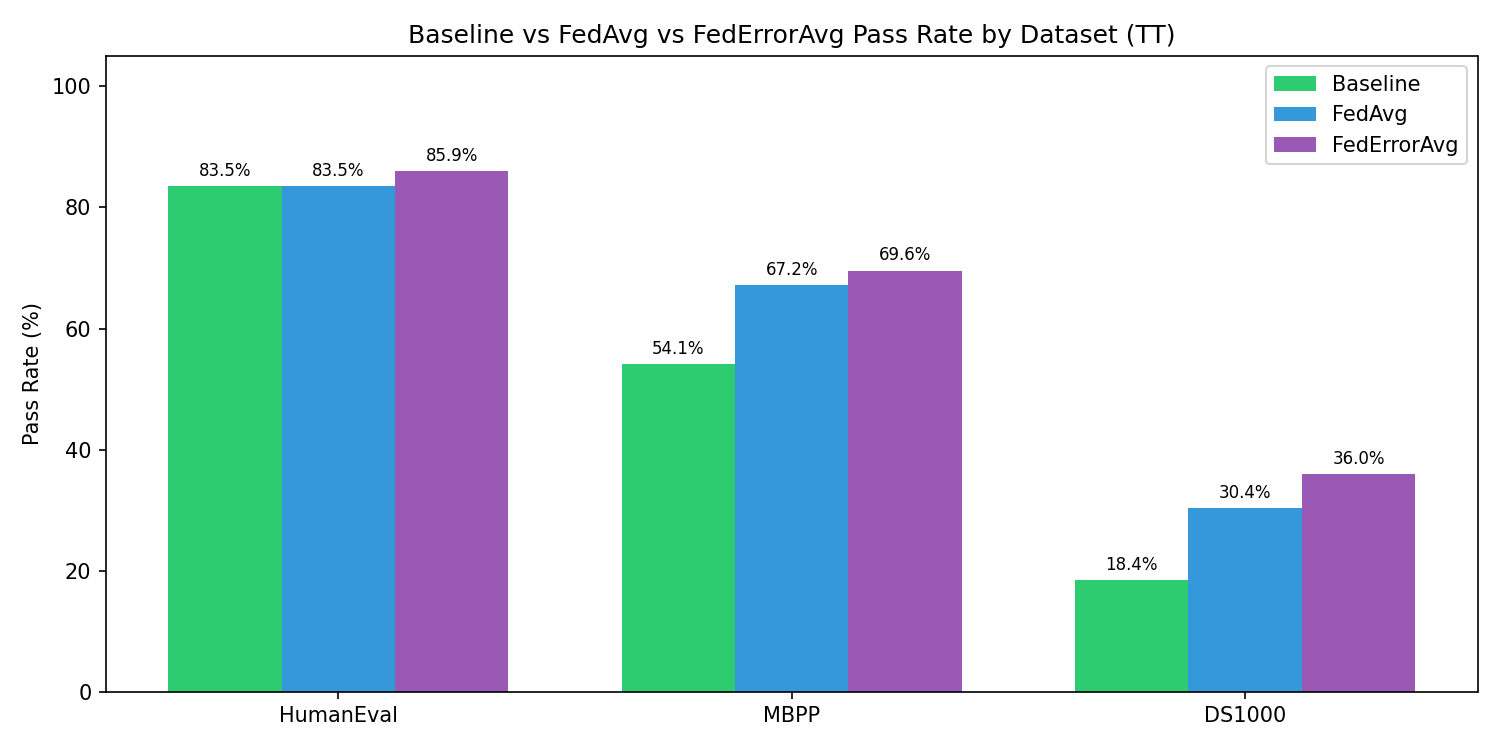 Baseline vs FedAvg vs FedErrorAvg Pass Rate by Dataset (TT)
Baseline
FedAvg
FedErrorAvg
Pass Rate (%)
100
80
60
40
20
0
83.5%
83.5%
85.9%
54.1%
67.2%
69.6%
18.4%
30.4%
36.0%
HumanEval
MBPP
DS1000